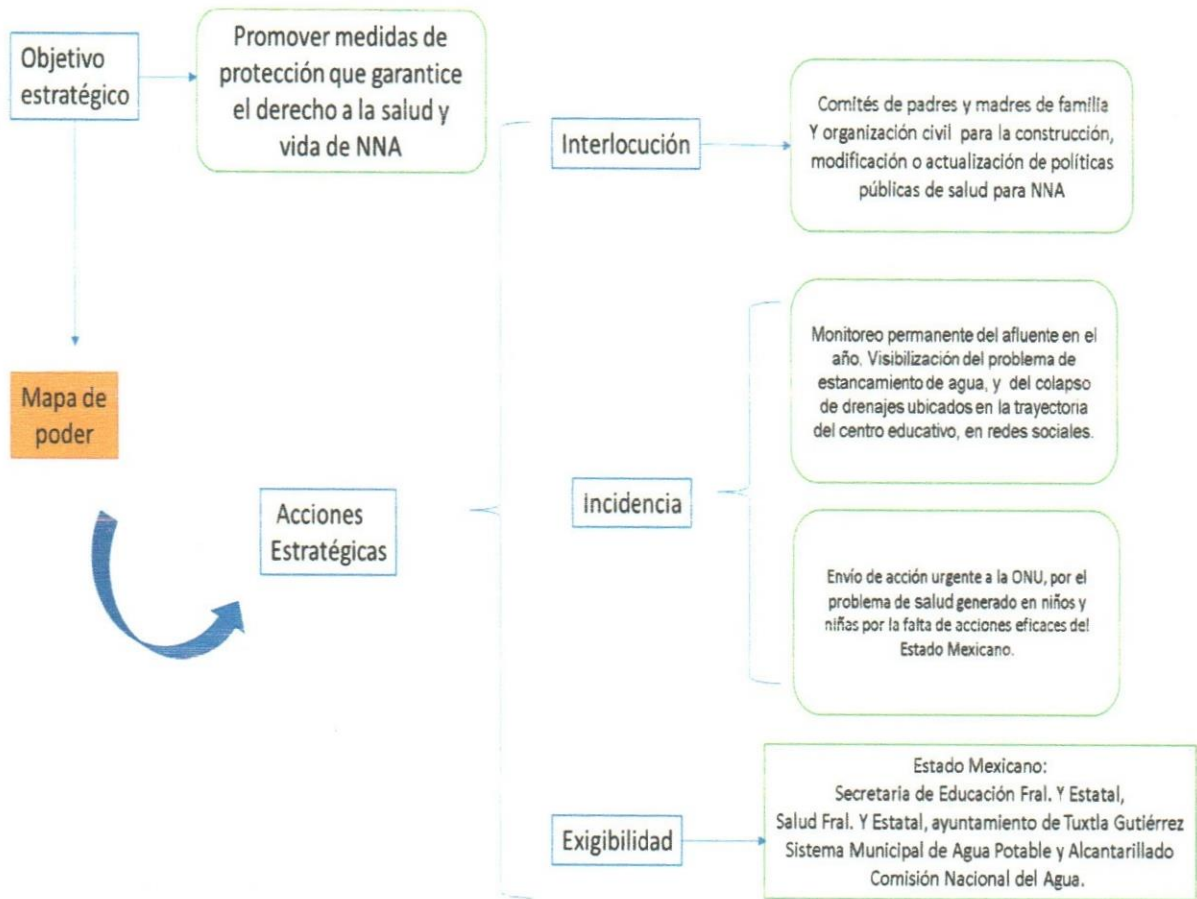 Objetivo
estratégico
Promover medidas de
protección que garantice
el derecho a la salud y
vida de NNA
Interlocución
Comités de padres y madres de familia
Y organización civil para la construcción,
modificación o actualización de políticas
públicas de salud para NNA
Mapa de
poder
Acciones
Estratégicas
Incidencia
Monitoreo permanente del afluente en el
año. Visibilización del problema de
estancamiento de agua, y del colapso
de drenajes ubicados en la trayectoria
del centro educativo, en redes sociales.
Envío de acción urgente a la ONU, por el
problema de salud generado en niños y
niñas por la falta de acciones eficaces del
Estado Mexicano.
Exigibilidad
Estado Mexicano:
Secretaria de Educación Fral. Y Estatal,
Salud Fral. Y Estatal, ayuntamiento de Tuxtla Gutiérrez
Sistema Municipal de Agua Potable y Alcantarillado
Comisión Nacional del Agua.